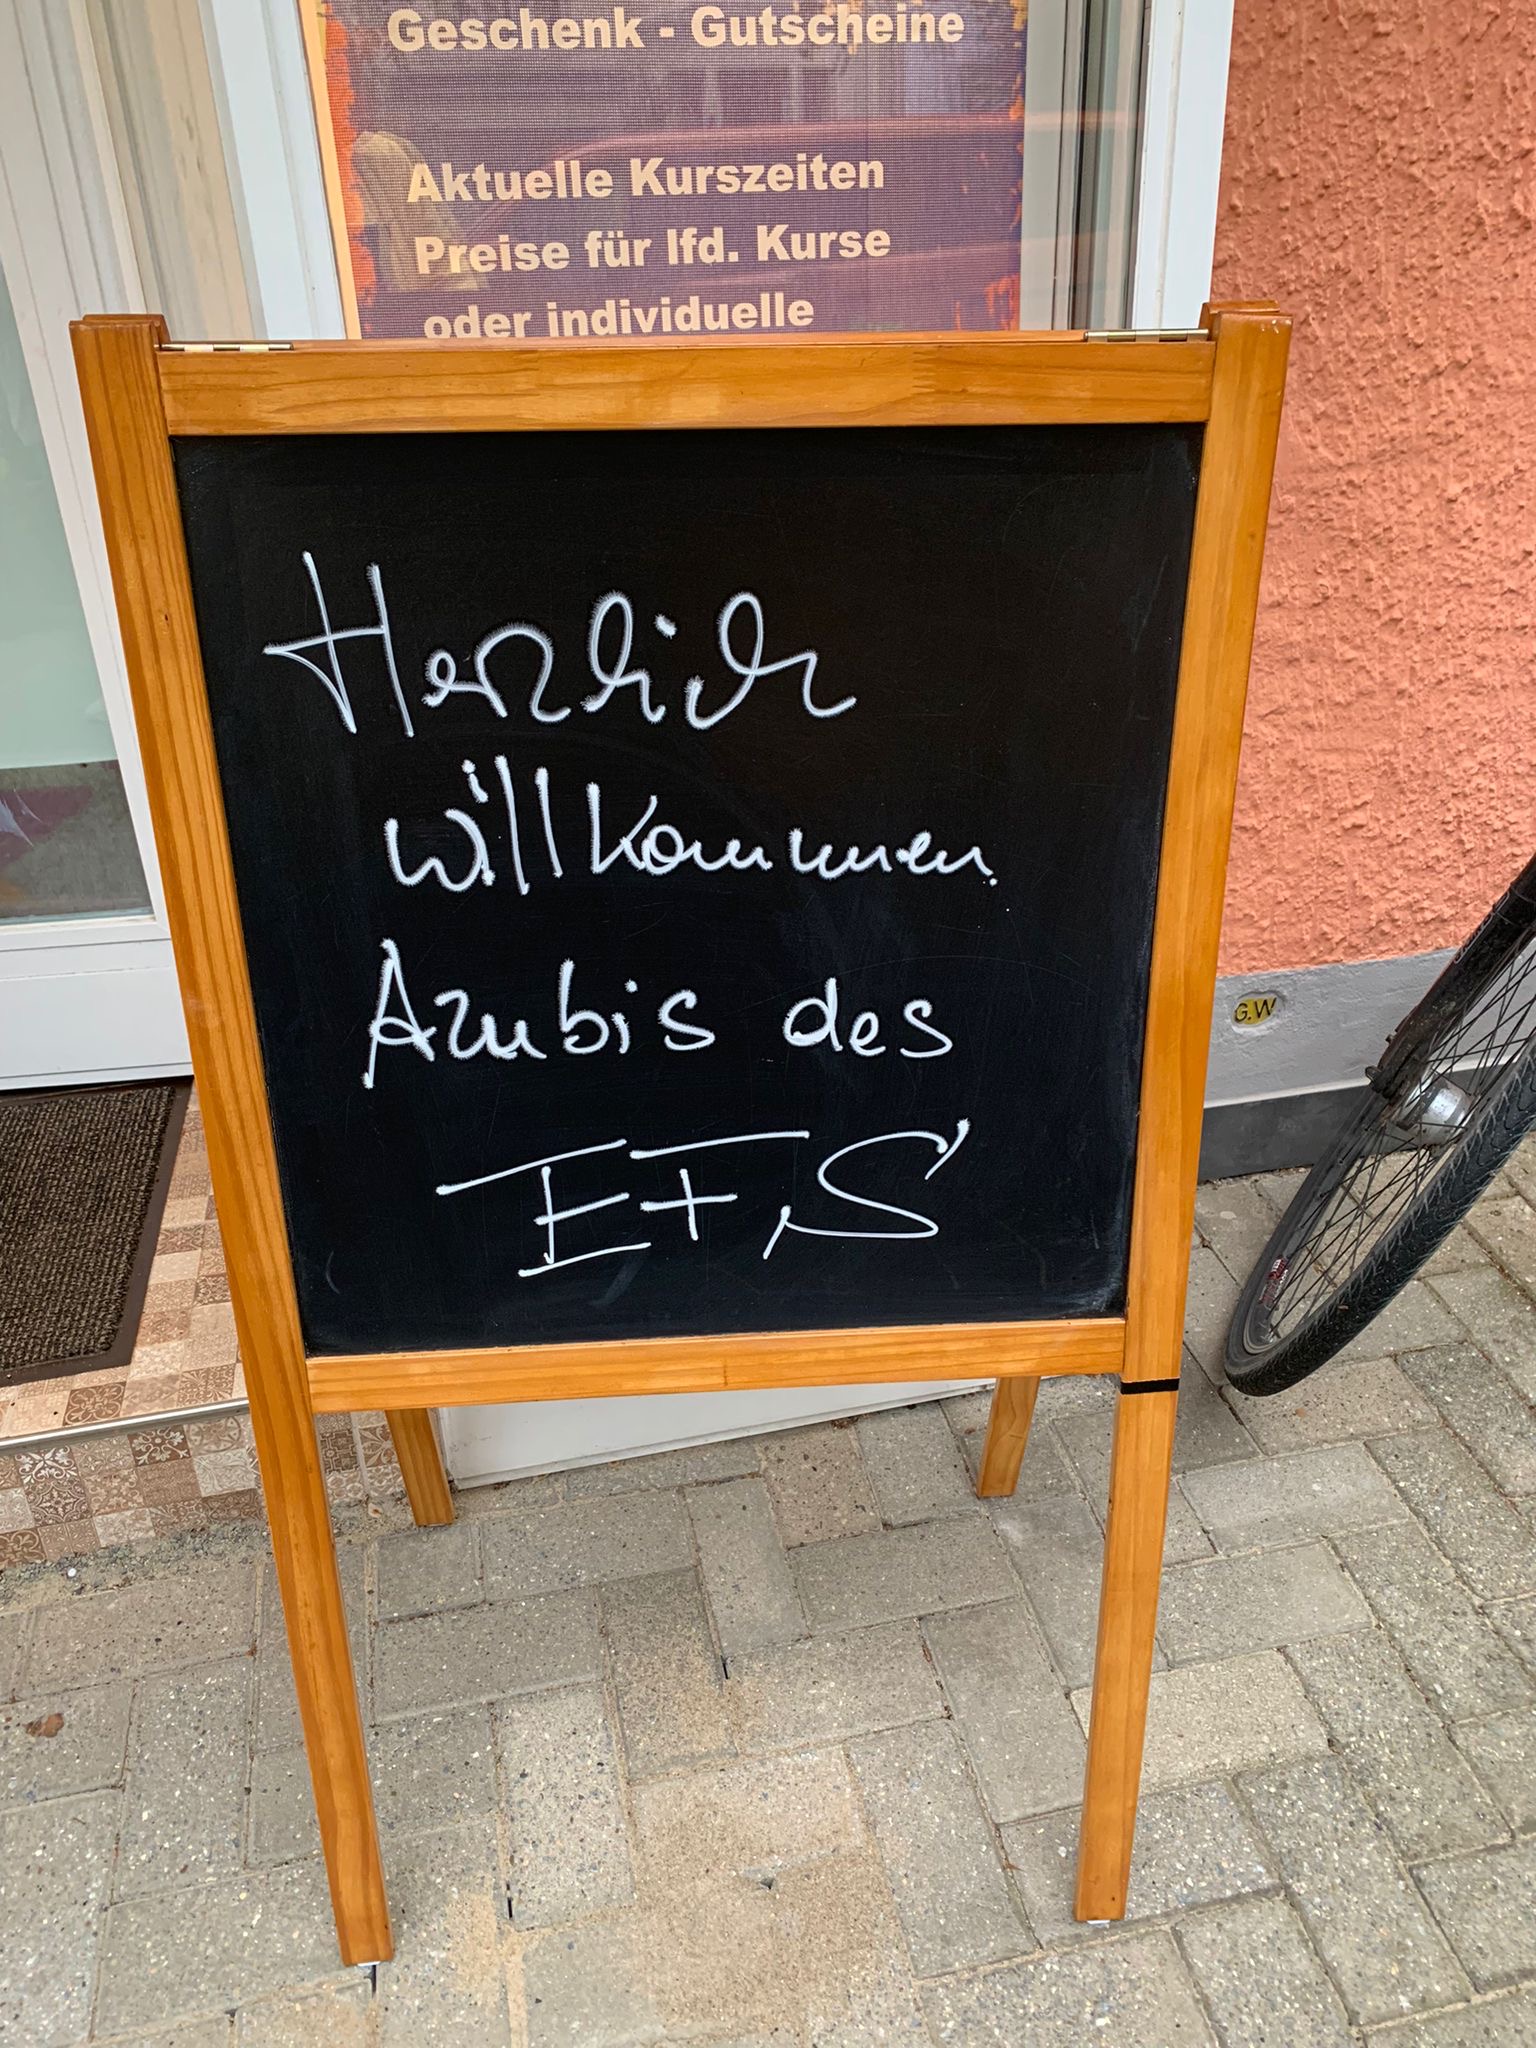 Geschenk - Gutscheine
Aktuelle Kurszeiten
Preise für lfd. Kurse
oder individuelle
Herzlich
willkommen
Azubis des
EFS
G.W